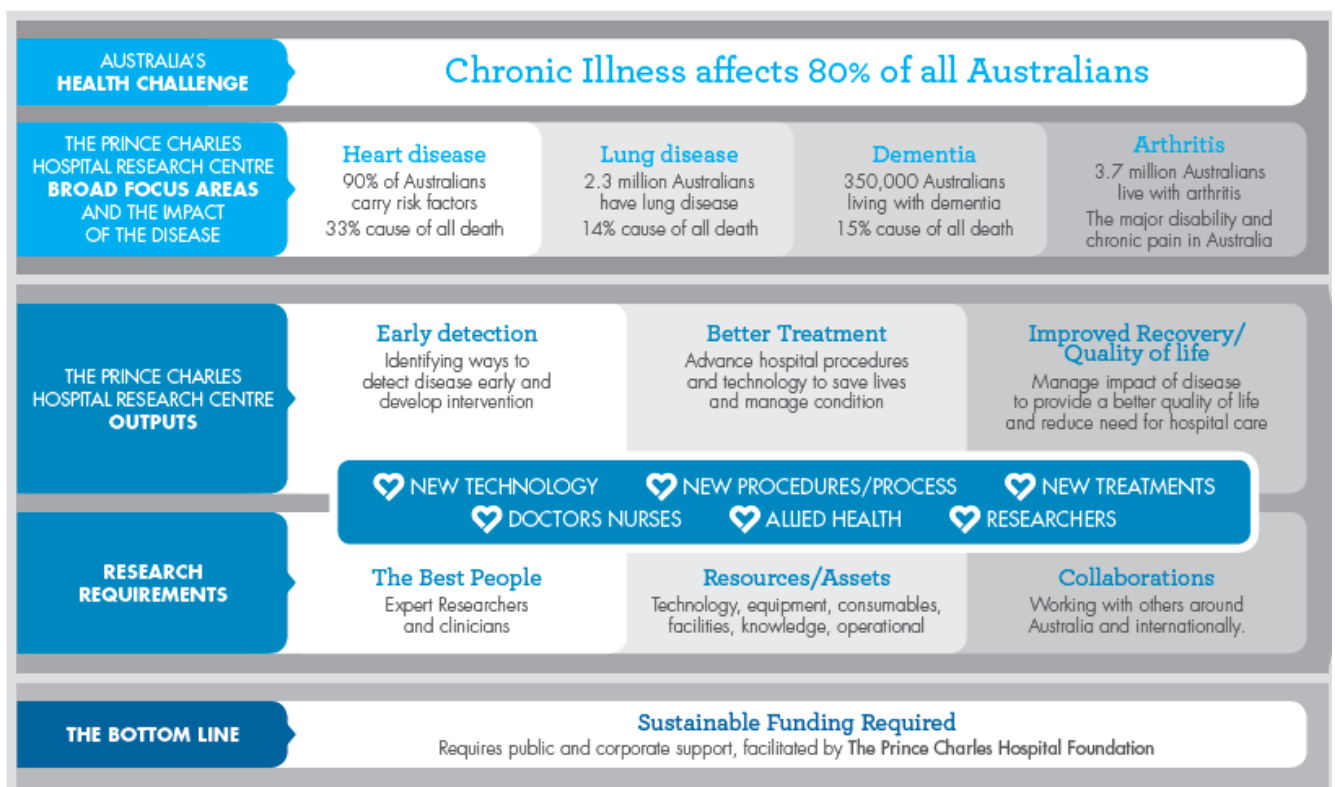 AUSTRALIA'S
HEALTH CHALLENGE
Chronic Illness affects 80% of all Australians
THE PRINCE CHARLES
HOSPITAL RESEARCH CENTRE
BROAD FOCUS AREAS
AND THE IMPACT
OF THE DISEASE
Heart disease
90% of Australians
carry risk factors
33% cause of all death
Lung disease
2.3 million Australians
have lung disease
14% cause of all death
Dementia
350,000 Australians
living with dementia
15% cause of all death
Arthritis
3.7 million Australians
live with arthritis
The major disability and
chronic pain in Australia
THE PRINCE CHARLES
HOSPITAL RESEARCH CENTRE
OUTPUTS
Early detection
Identifying ways to
detect disease early and
develop intervention
Better Treatment
Advance hospital procedures
and technology to save lives
and manage condition
Improved Recovery/
Quality of life
Manage impact of disease
to provide a better quality of life
and reduce need for hospital care
NEW TECHNOLOGY NEW PROCEDURES/PROCESS NEW TREATMENTS
DOCTORS NURSES ALLIED HEALTH RESEARCHERS
RESEARCH
REQUIREMENTS
The Best People
Expert Researchers
and clinicians
Resources/Assets
Technology, equipment, consumables,
facilities, knowledge, operational
Collaborations
Working with others around
Australia and internationally.
THE BOTTOM LINE
Sustainable Funding Required
Requires public and corporate support, facilitated by The Prince Charles Hospital Foundation